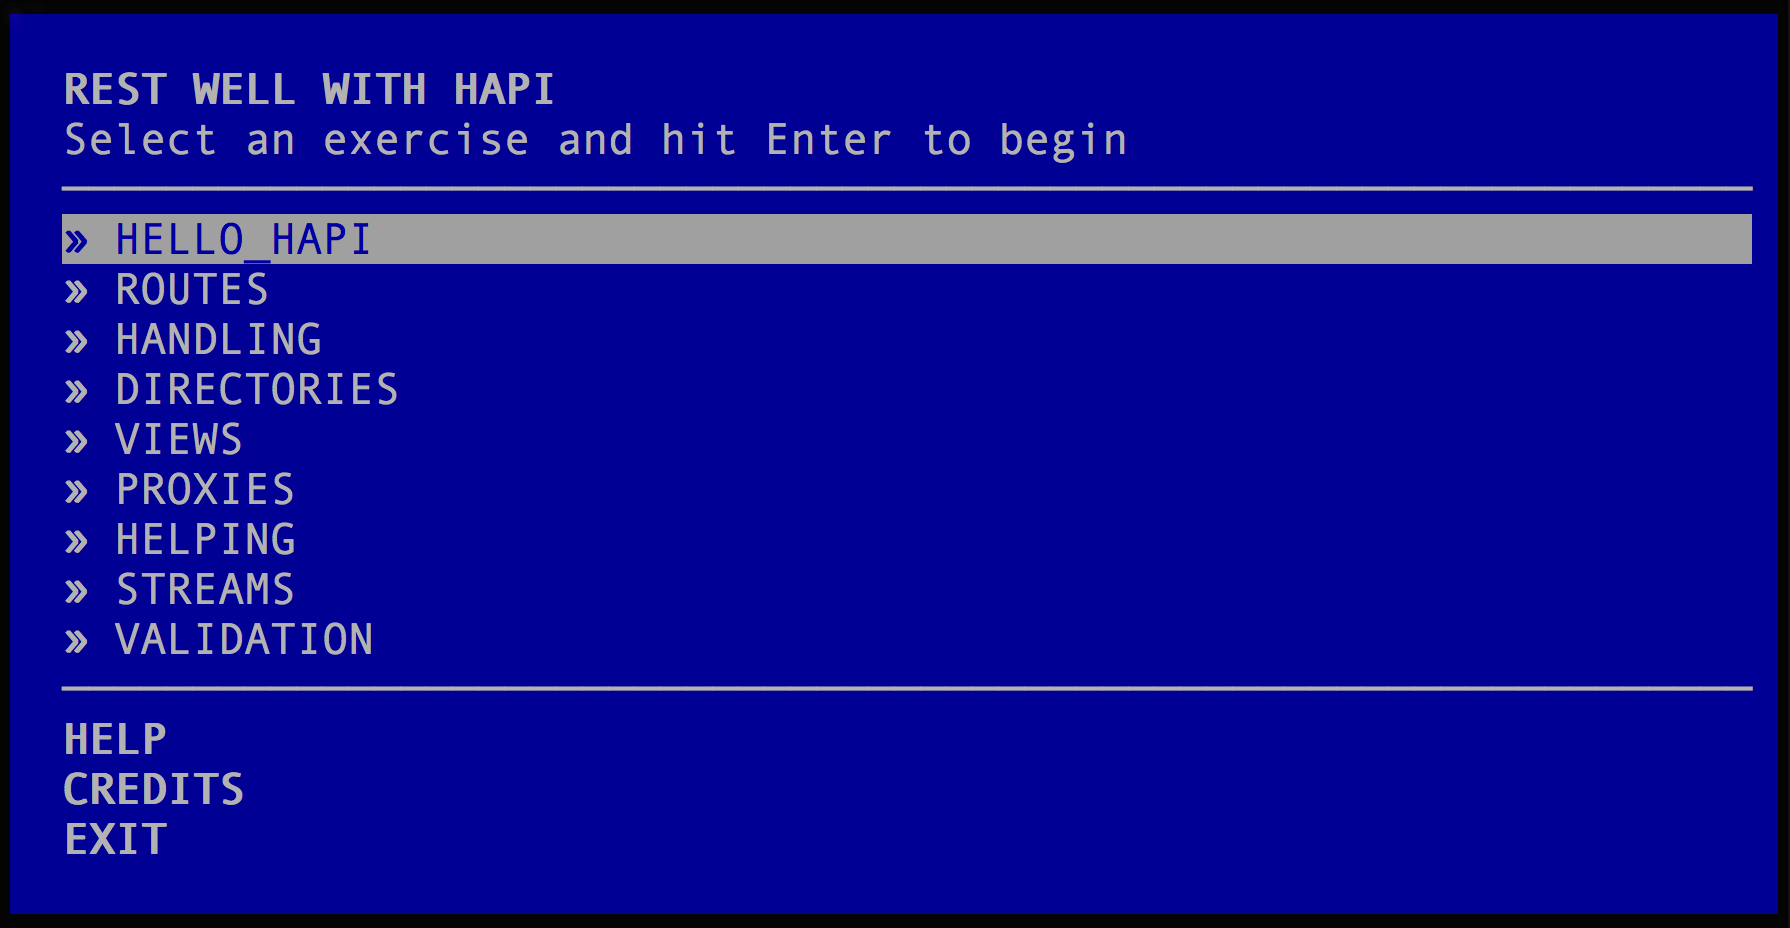 REST WELL WITH HAPI
Select an exercise and hit Enter to begin
» HELLO_HAPI
» ROUTES
» HANDLING
» DIRECTORIES
» VIEWS
» PROXIES
» HELPING
» STREAMS
» VALIDATION
HELP
CREDITS
EXIT